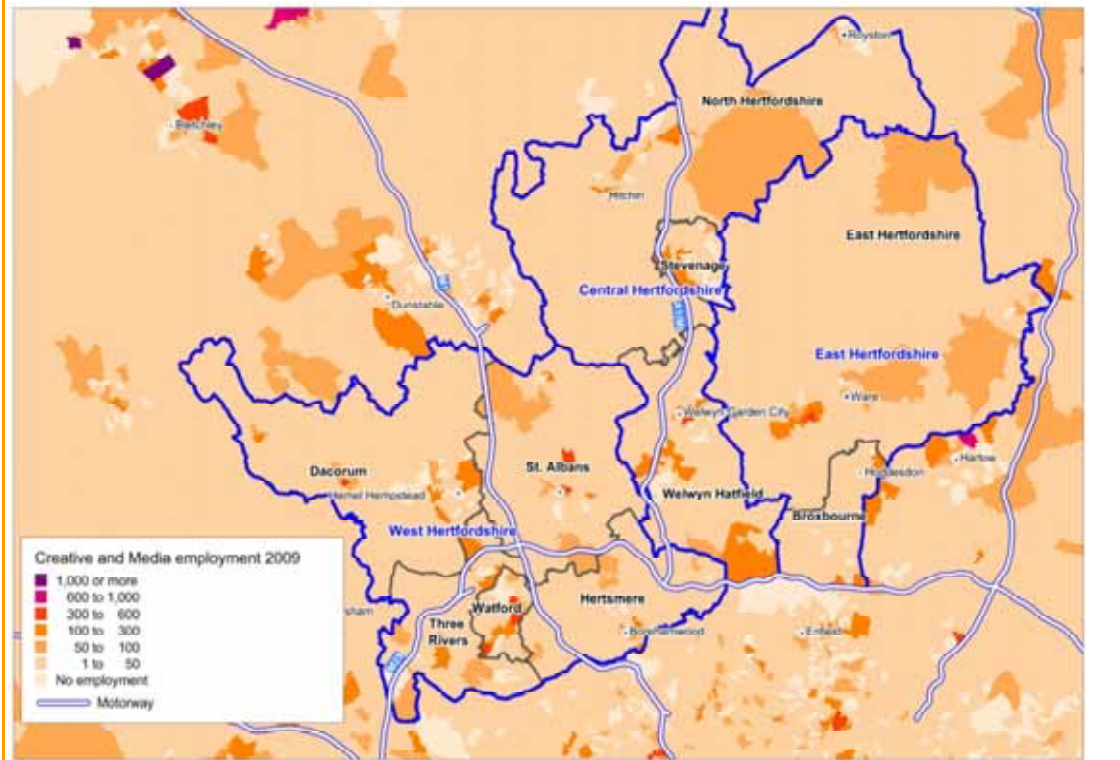 Royston
North Hertfordshire
Bletchley
Hitchin
East Hertfordshire
Stevenage
Central Hertfordshire
Dunstable
East Hertfordshire
Ware
Welwyn Garden City
Harlow
Dacorum
St. Albans
Hoddesdon
Hemel Hempstead
Welwyn Hatfield
Broxbourne
West Hertfordshire
Creative and Media employment 2009
1,000 or more
600 to 1,000
300 to 600
100 to 300
50 to 100
1 to 50
No employment
Motorway
sham
Watford
Hertsmere
Three
Rivers
Borehamwood
Enfield